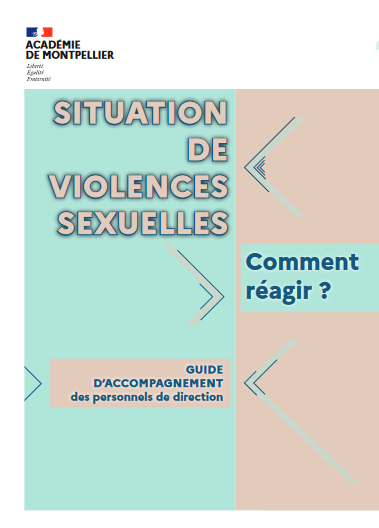 ACADÉMIE
DE MONTPELLIER
Liberté
Égalité
Fraternité
SITUATION
DE
VIOLENCES
SEXUELLES
Comment
réagir ?
GUIDE
D'ACCOMPAGNEMENT
des personnels de direction